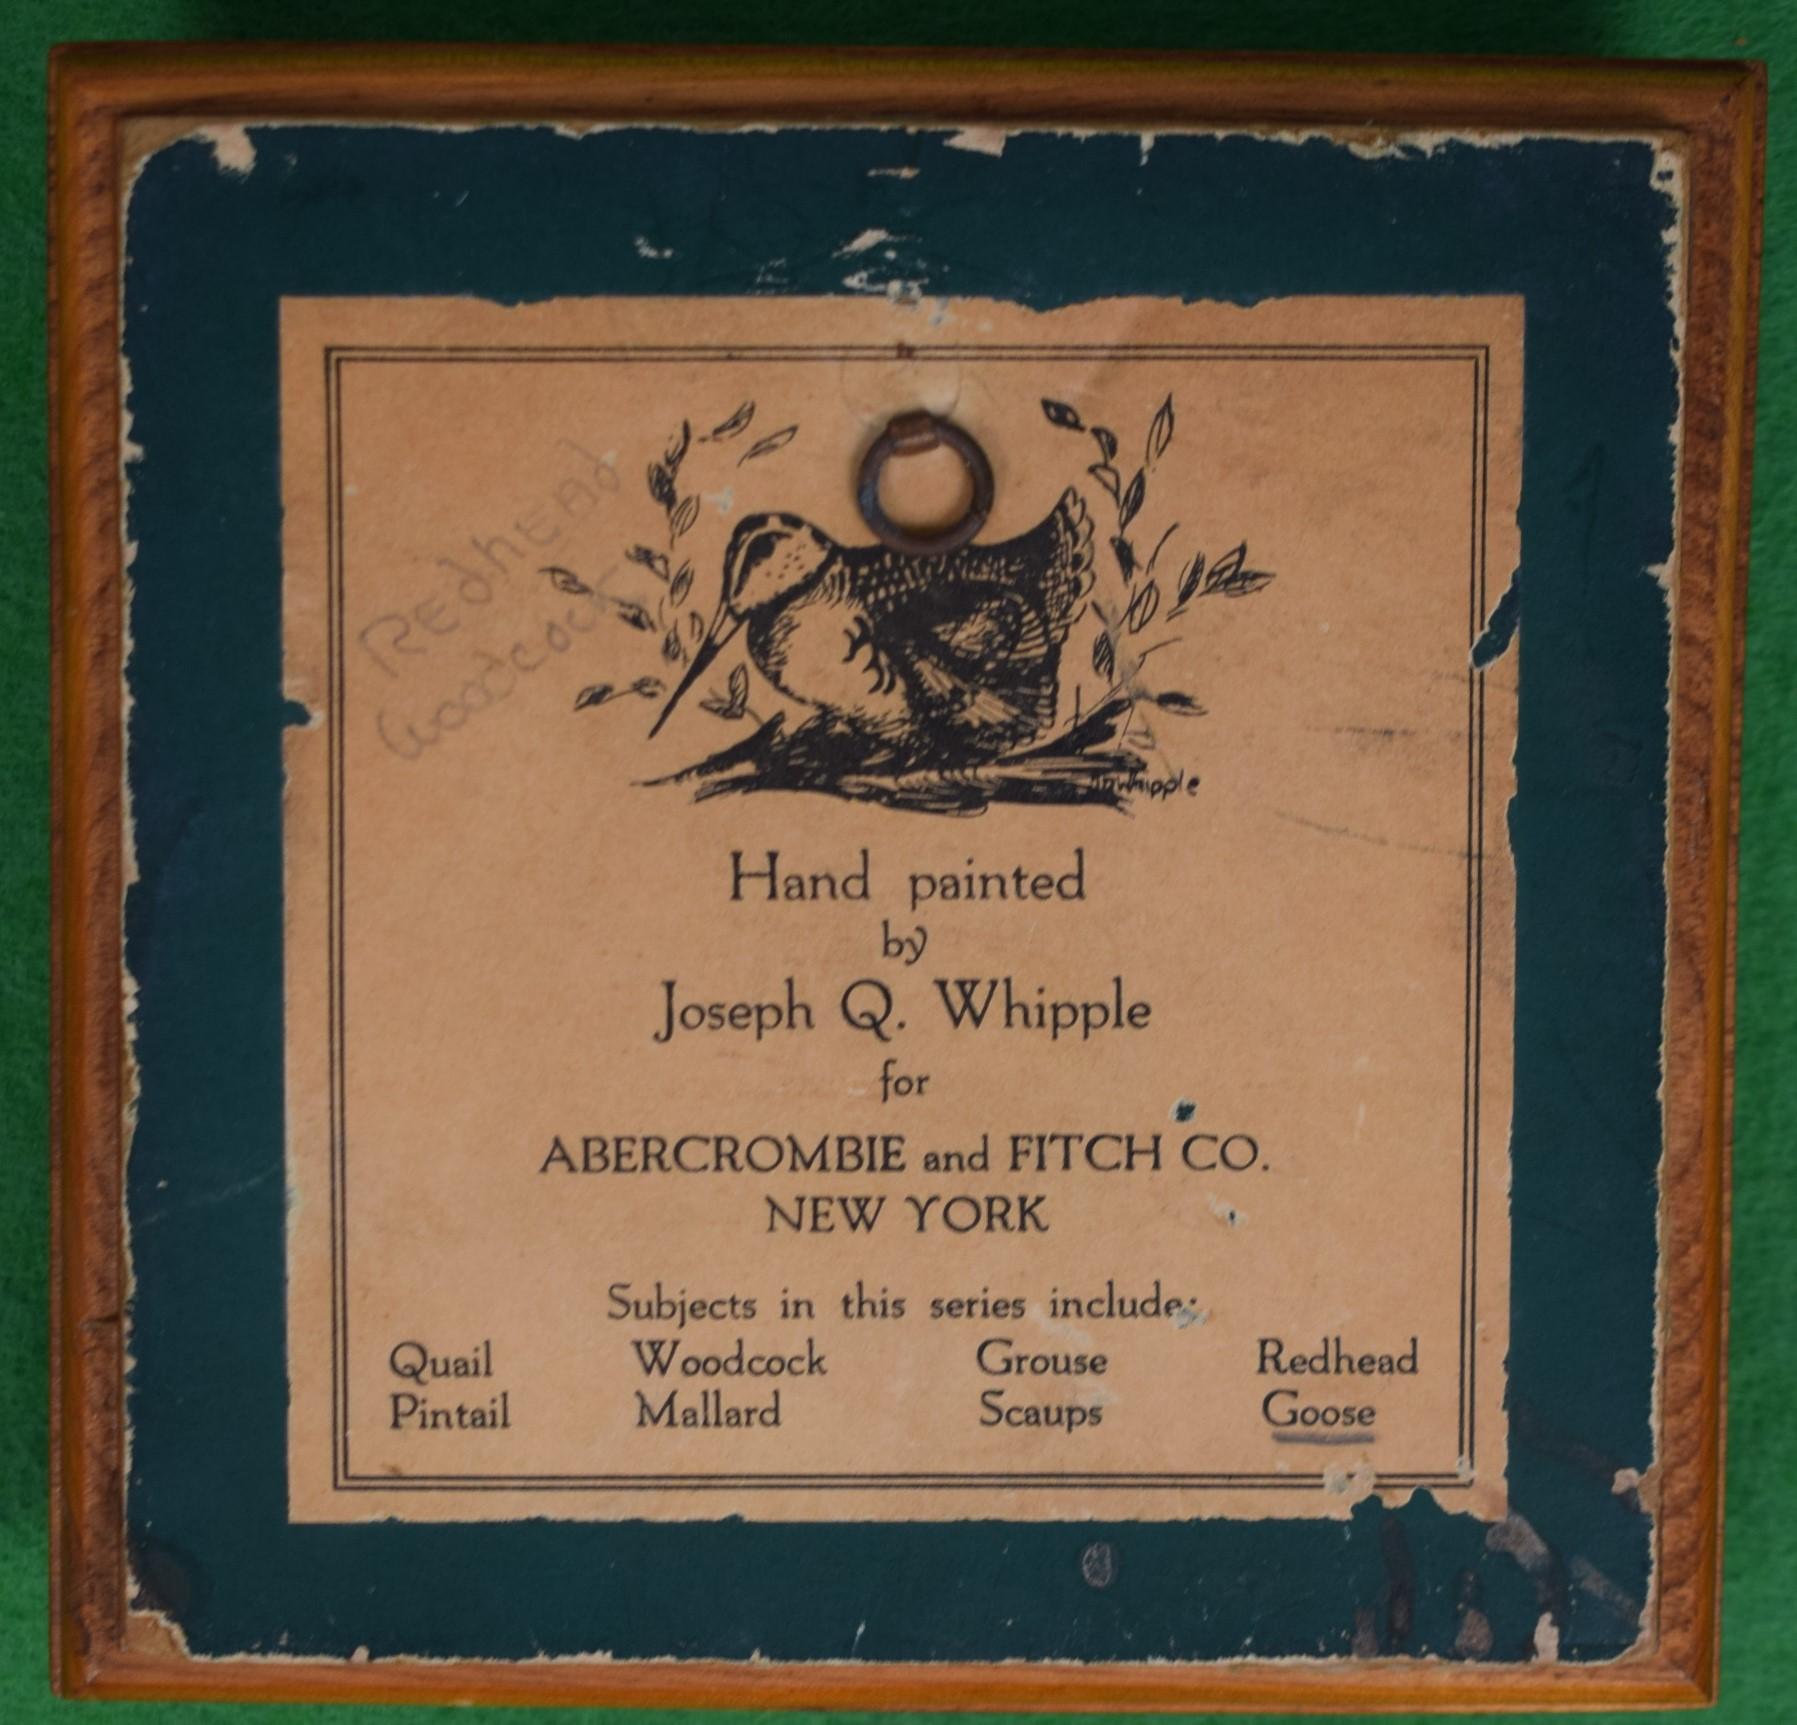 REdhEAd
Woodcock
Whipple
Hand painted
by
Joseph Q. Whipple
for
ABERCROMBIE and FITCH CO.
NEW YORK
Subjects in this series include:
Quail Woodcock Grouse Redhead
Pintail Mallard Scaups Goose